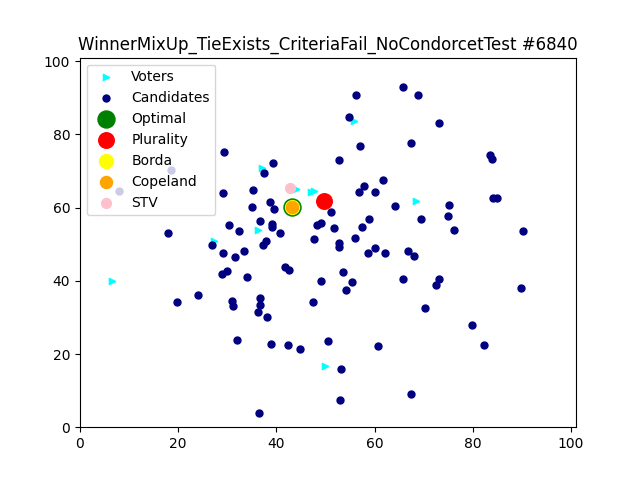 WinnerMixUp_TieExists_CriteriaFail_NoCondorcetTest #6840
100
80
60
40
20
0
0 20 40 60 80 100
Voters
Candidates
Optimal
Plurality
Borda
Copeland
STV